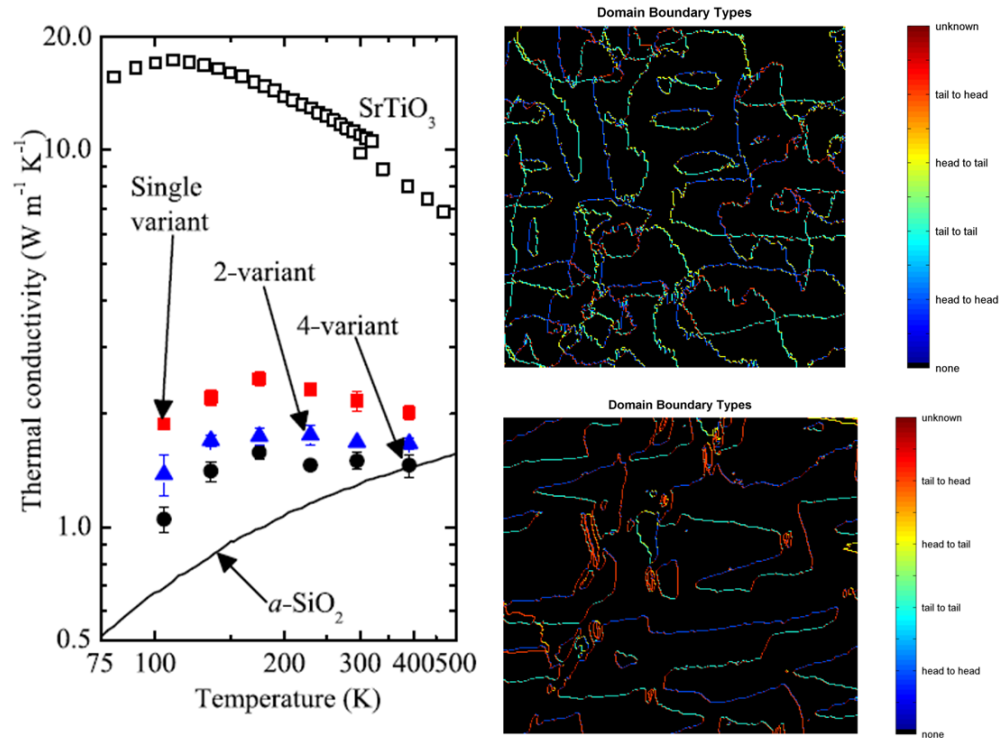 Thermal conductivity (W m⁻¹ K⁻¹)
20.0
10.0
1.0
0.5
SrTiO₃
Single
variant
2-variant
4-variant
a-SiO₂
75 100 200 300 400500
Temperature (K)
Domain Boundary Types
unknown
tail to head
head to tail
tail to tail
head to head
none
Domain Boundary Types
unknown
tail to head
head to tail
tail to tail
head to head
none